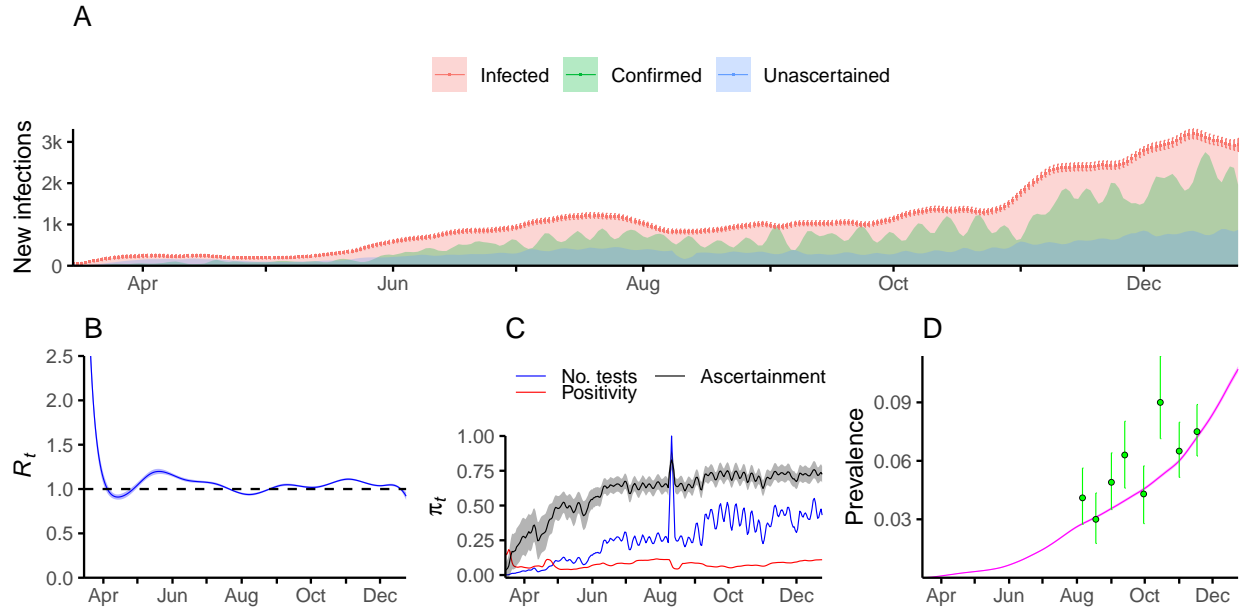 A
Infected Confirmed Unascertained
New infections
3k
2k
1k
0
Apr Jun Aug Oct Dec
B
R_t
2.5
2.0
1.5
1.0
0.5
0.0
Apr Jun Aug Oct Dec
C
No. tests Ascertainment
Positivity
π_t
1.00
0.75
0.50
0.25
0.00
Apr Jun Aug Oct Dec
D
Prevalence
0.09
0.06
0.03
Apr Jun Aug Oct Dec